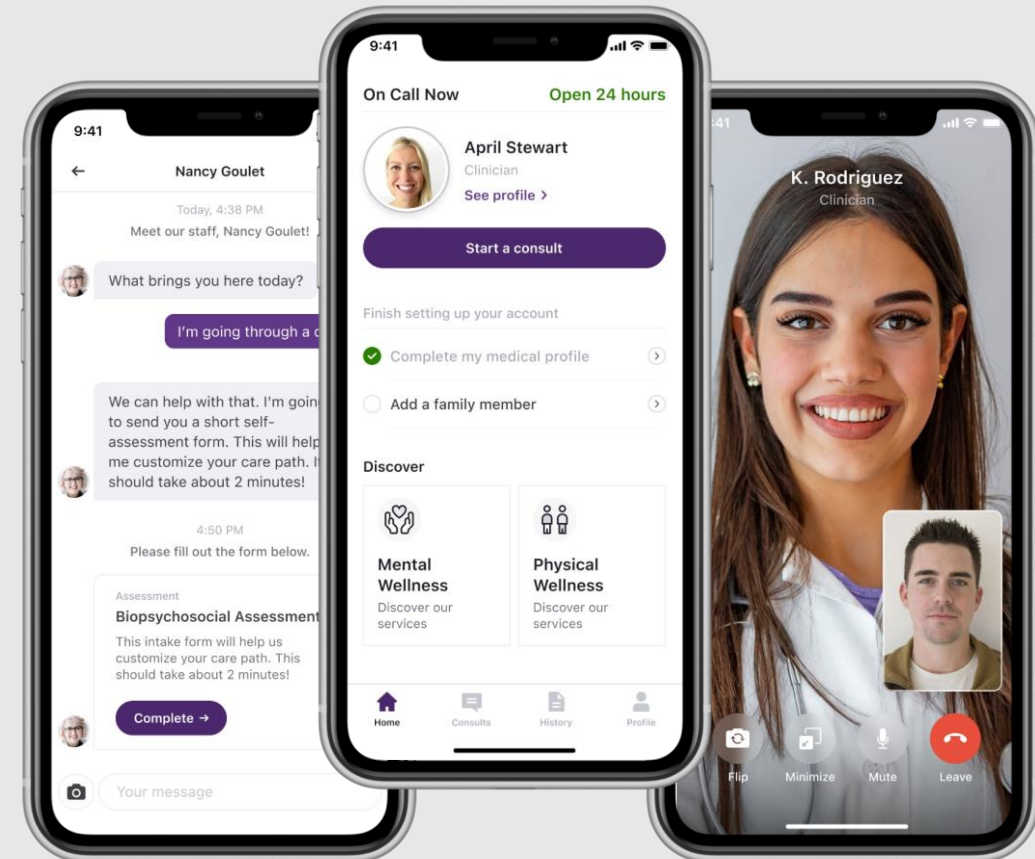 9:41
Nancy Goulet
Today, 4:38 PM
Meet our staff, Nancy Goulet!
What brings you here today?
I'm going through a
We can help with that. I'm goin
to send you a short self-
assessment form. This will help
me customize your care path.
should take about 2 minutes!
4:50 PM
Please fill out the form below.
Assessment
Biopsychosocial Assessment
This intake form will help us
customize your care path. This
should take about 2 minutes!
Complete →
Your message
9:41
On Call Now
Open 24 hours
April Stewart
Clinician
See profile >
Start a consult
Finish setting up your account
Complete my medical profile
Add a family member
Discover
Mental
Wellness
Discover our
services
Physical
Wellness
Discover our
services
Home
Consults
History
Profile
:41
K. Rodriguez
Clinician
Flip
Minimize
Mute
Leave